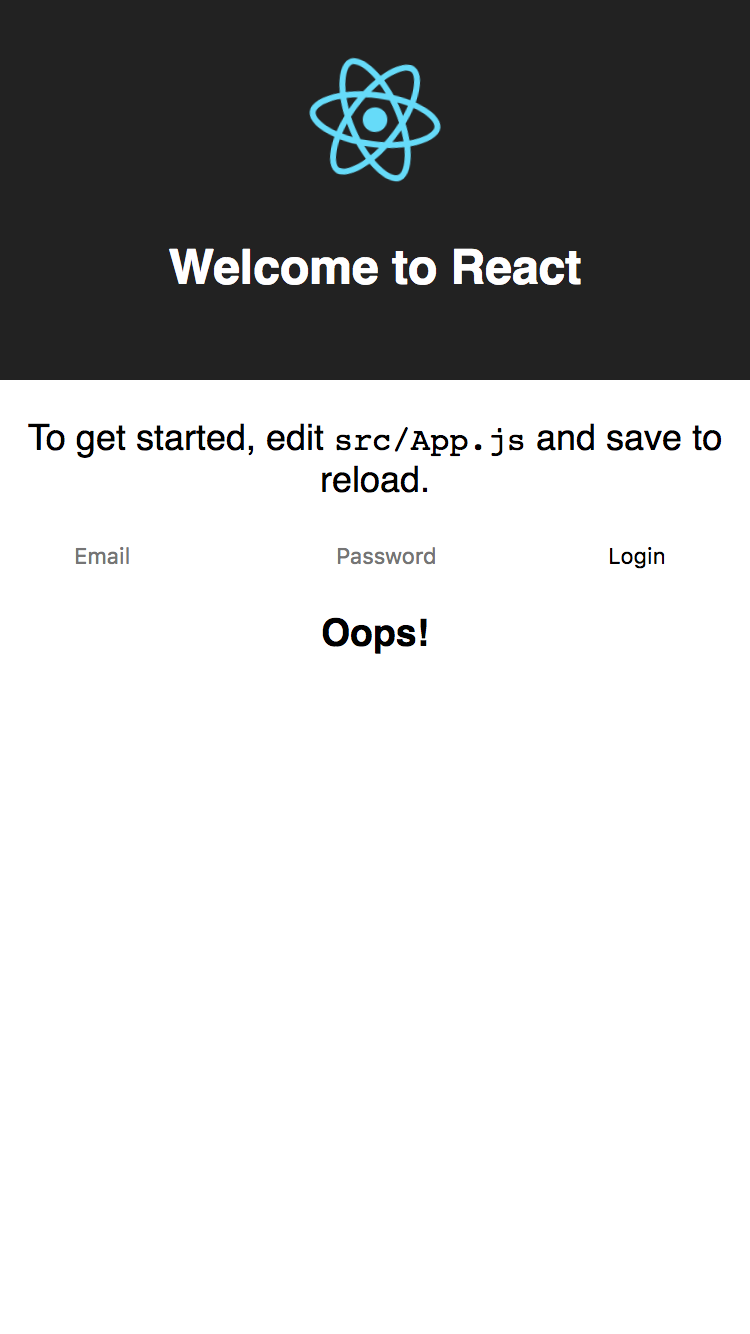 Welcome to React
To get started, edit src/App.js and save to
reload.
Email Password Login
Oops!